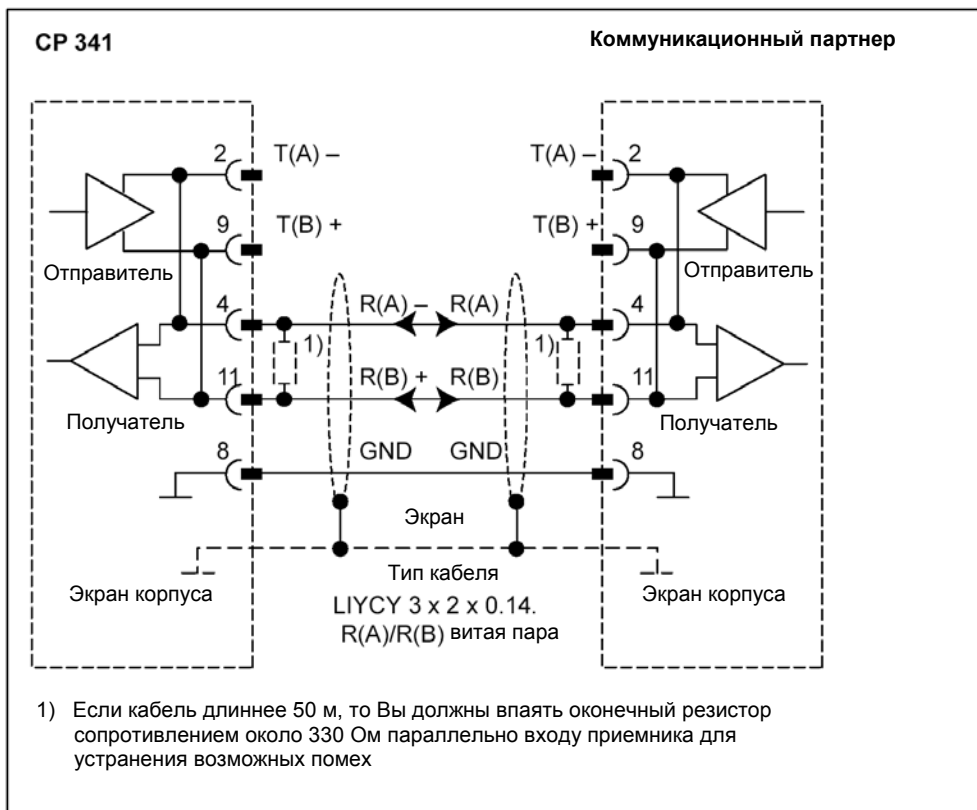 CP 341 Коммуникационный партнер
2 T(A) – T(A) – 2
9 T(B) + T(B) + 9
Отправитель Отправитель
4 R(A) – R(A) 4
1) 1)
11 R(B) + R(B) 11
Получатель Получатель
8 GND GND 8
Экран
Экран корпуса Тип кабеля Экран корпуса
LIYCY 3 x 2 x 0.14.
R(A)/R(B) витая пара
1) Если кабель длиннее 50 м, то Вы должны впаять оконечный резистор
сопротивлением около 330 Ом параллельно входу приемника для
устранения возможных помех